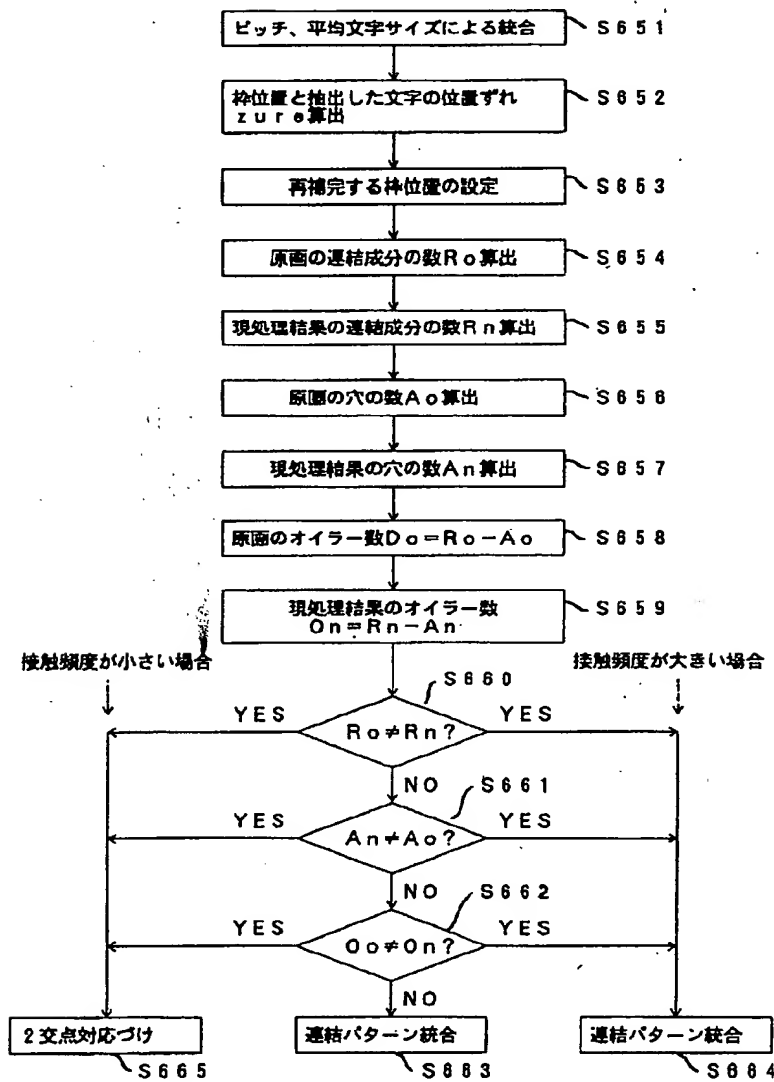 ピッチ、平均文字サイズによる統合
S651
枠位置と抽出した文字の位置ずれ
zure算出
S652
再補完する枠位置の設定
S653
原画の連結成分の数Ro算出
S654
現処理結果の連結成分の数Rn算出
S655
原画の穴の数Ao算出
S656
現処理結果の穴の数An算出
S657
原画のオイラー数Do=Ro-Ao
S658
現処理結果のオイラー数
On=Rn-An
S659
接触頻度が小さい場合
接触頻度が大きい場合
S660
YES
Ro≠Rn?
YES
NO
S661
YES
An≠Ao?
YES
NO
S662
YES
Oo≠On?
YES
NO
2交点対応づけ
S665
連結パターン統合
S663
連結パターン統合
S664